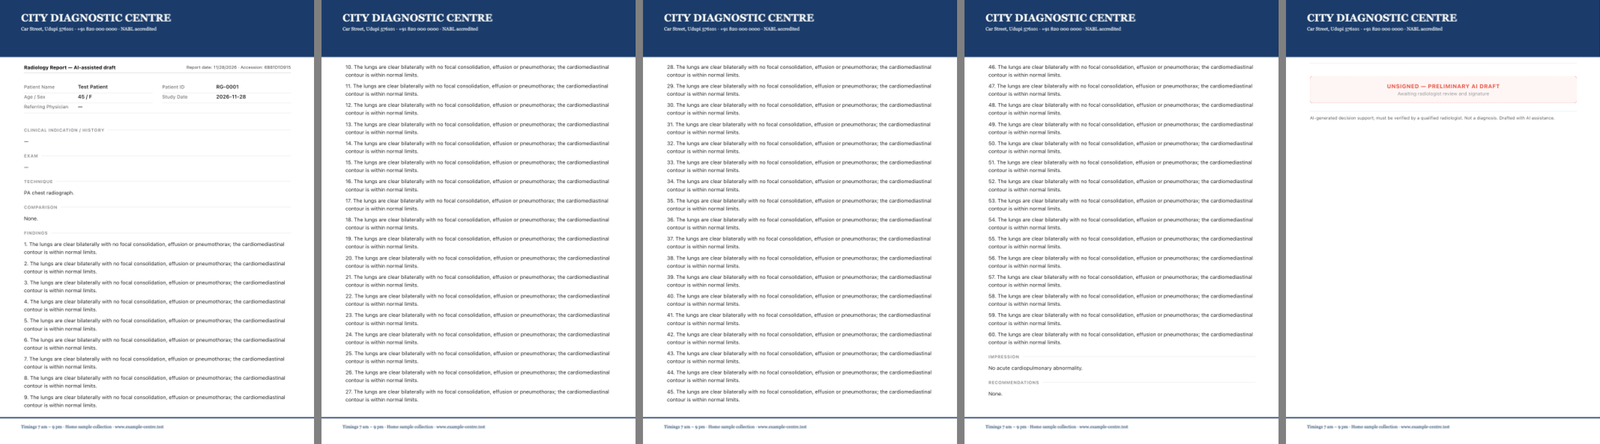 CITY DIAGNOSTIC CENTRE
Car Street, Udupi 576101 · +91 820 000 0000 · NABL accredited
Radiology Report — AI-assisted draft
Report date: 11/28/2026 · Accession:
Patient Name Test Patient Patient ID RG-0001
Age / Sex 45 / F Study Date 2026-11-28
Referring Physician —
CLINICAL INDICATION / HISTORY
—
EXAM
—
TECHNIQUE
PA chest radiograph.
COMPARISON
None.
FINDINGS
1. The lungs are clear bilaterally with no focal consolidation, effusion or pneumothorax; the cardiomediastinal
contour is within normal limits.
2. The lungs are clear bilaterally with no focal consolidation, effusion or pneumothorax; the cardiomediastinal
contour is within normal limits.
3. The lungs are clear bilaterally with no focal consolidation, effusion or pneumothorax; the cardiomediastinal
contour is within normal limits.
4. The lungs are clear bilaterally with no focal consolidation, effusion or pneumothorax; the cardiomediastinal
contour is within normal limits.
5. The lungs are clear bilaterally with no focal consolidation, effusion or pneumothorax; the cardiomediastinal
contour is within normal limits.
6. The lungs are clear bilaterally with no focal consolidation, effusion or pneumothorax; the cardiomediastinal
contour is within normal limits.
7. The lungs are clear bilaterally with no focal consolidation, effusion or pneumothorax; the cardiomediastinal
contour is within normal limits.
8. The lungs are clear bilaterally with no focal consolidation, effusion or pneumothorax; the cardiomediastinal
contour is within normal limits.
9. The lungs are clear bilaterally with no focal consolidation, effusion or pneumothorax; the cardiomediastinal
contour is within normal limits.
Timings 7 am – 9 pm · Home sample collection · www.example-center.test
CITY DIAGNOSTIC CENTRE
Car Street, Udupi 576101 · +91 820 000 0000 · NABL accredited
10. The lungs are clear bilaterally with no focal consolidation, effusion or pneumothorax; the cardiomediastinal
contour is within normal limits.
11. The lungs are clear bilaterally with no focal consolidation, effusion or pneumothorax; the cardiomediastinal
contour is within normal limits.
12. The lungs are clear bilaterally with no focal consolidation, effusion or pneumothorax; the cardiomediastinal
contour is within normal limits.
13. The lungs are clear bilaterally with no focal consolidation, effusion or pneumothorax; the cardiomediastinal
contour is within normal limits.
14. The lungs are clear bilaterally with no focal consolidation, effusion or pneumothorax; the cardiomediastinal
contour is within normal limits.
15. The lungs are clear bilaterally with no focal consolidation, effusion or pneumothorax; the cardiomediastinal
contour is within normal limits.
16. The lungs are clear bilaterally with no focal consolidation, effusion or pneumothorax; the cardiomediastinal
contour is within normal limits.
17. The lungs are clear bilaterally with no focal consolidation, effusion or pneumothorax; the cardiomediastinal
contour is within normal limits.
18. The lungs are clear bilaterally with no focal consolidation, effusion or pneumothorax; the cardiomediastinal
contour is within normal limits.
19. The lungs are clear bilaterally with no focal consolidation, effusion or pneumothorax; the cardiomediastinal
contour is within normal limits.
20. The lungs are clear bilaterally with no focal consolidation, effusion or pneumothorax; the cardiomediastinal
contour is within normal limits.
21. The lungs are clear bilaterally with no focal consolidation, effusion or pneumothorax; the cardiomediastinal
contour is within normal limits.
22. The lungs are clear bilaterally with no focal consolidation, effusion or pneumothorax; the cardiomediastinal
contour is within normal limits.
23. The lungs are clear bilaterally with no focal consolidation, effusion or pneumothorax; the cardiomediastinal
contour is within normal limits.
24. The lungs are clear bilaterally with no focal consolidation, effusion or pneumothorax; the cardiomediastinal
contour is within normal limits.
25. The lungs are clear bilaterally with no focal consolidation, effusion or pneumothorax; the cardiomediastinal
contour is within normal limits.
26. The lungs are clear bilaterally with no focal consolidation, effusion or pneumothorax; the cardiomediastinal
contour is within normal limits.
27. The lungs are clear bilaterally with no focal consolidation, effusion or pneumothorax; the cardiomediastinal
contour is within normal limits.
Timings 7 am – 9 pm · Home sample collection · www.example-center.test
CITY DIAGNOSTIC CENTRE
Car Street, Udupi 576101 · +91 820 000 0000 · NABL accredited
28. The lungs are clear bilaterally with no focal consolidation, effusion or pneumothorax; the cardiomediastinal
contour is within normal limits.
29. The lungs are clear bilaterally with no focal consolidation, effusion or pneumothorax; the cardiomediastinal
contour is within normal limits.
30. The lungs are clear bilaterally with no focal consolidation, effusion or pneumothorax; the cardiomediastinal
contour is within normal limits.
31. The lungs are clear bilaterally with no focal consolidation, effusion or pneumothorax; the cardiomediastinal
contour is within normal limits.
32. The lungs are clear bilaterally with no focal consolidation, effusion or pneumothorax; the cardiomediastinal
contour is within normal limits.
33. The lungs are clear bilaterally with no focal consolidation, effusion or pneumothorax; the cardiomediastinal
contour is within normal limits.
34. The lungs are clear bilaterally with no focal consolidation, effusion or pneumothorax; the cardiomediastinal
contour is within normal limits.
35. The lungs are clear bilaterally with no focal consolidation, effusion or pneumothorax; the cardiomediastinal
contour is within normal limits.
36. The lungs are clear bilaterally with no focal consolidation, effusion or pneumothorax; the cardiomediastinal
contour is within normal limits.
37. The lungs are clear bilaterally with no focal consolidation, effusion or pneumothorax; the cardiomediastinal
contour is within normal limits.
38. The lungs are clear bilaterally with no focal consolidation, effusion or pneumothorax; the cardiomediastinal
contour is within normal limits.
39. The lungs are clear bilaterally with no focal consolidation, effusion or pneumothorax; the cardiomediastinal
contour is within normal limits.
40. The lungs are clear bilaterally with no focal consolidation, effusion or pneumothorax; the cardiomediastinal
contour is within normal limits.
41. The lungs are clear bilaterally with no focal consolidation, effusion or pneumothorax; the cardiomediastinal
contour is within normal limits.
42. The lungs are clear bilaterally with no focal consolidation, effusion or pneumothorax; the cardiomediastinal
contour is within normal limits.
43. The lungs are clear bilaterally with no focal consolidation, effusion or pneumothorax; the cardiomediastinal
contour is within normal limits.
44. The lungs are clear bilaterally with no focal consolidation, effusion or pneumothorax; the cardiomediastinal
contour is within normal limits.
45. The lungs are clear bilaterally with no focal consolidation, effusion or pneumothorax; the cardiomediastinal
contour is within normal limits.
Timings 7 am – 9 pm · Home sample collection · www.example-center.test
CITY DIAGNOSTIC CENTRE
Car Street, Udupi 576101 · +91 820 000 0000 · NABL accredited
46. The lungs are clear bilaterally with no focal consolidation, effusion or pneumothorax; the cardiomediastinal
contour is within normal limits.
47. The lungs are clear bilaterally with no focal consolidation, effusion or pneumothorax; the cardiomediastinal
contour is within normal limits.
48. The lungs are clear bilaterally with no focal consolidation, effusion or pneumothorax; the cardiomediastinal
contour is within normal limits.
49. The lungs are clear bilaterally with no focal consolidation, effusion or pneumothorax; the cardiomediastinal
contour is within normal limits.
50. The lungs are clear bilaterally with no focal consolidation, effusion or pneumothorax; the cardiomediastinal
contour is within normal limits.
51. The lungs are clear bilaterally with no focal consolidation, effusion or pneumothorax; the cardiomediastinal
contour is within normal limits.
52. The lungs are clear bilaterally with no focal consolidation, effusion or pneumothorax; the cardiomediastinal
contour is within normal limits.
53. The lungs are clear bilaterally with no focal consolidation, effusion or pneumothorax; the cardiomediastinal
contour is within normal limits.
54. The lungs are clear bilaterally with no focal consolidation, effusion or pneumothorax; the cardiomediastinal
contour is within normal limits.
55. The lungs are clear bilaterally with no focal consolidation, effusion or pneumothorax; the cardiomediastinal
contour is within normal limits.
56. The lungs are clear bilaterally with no focal consolidation, effusion or pneumothorax; the cardiomediastinal
contour is within normal limits.
57. The lungs are clear bilaterally with no focal consolidation, effusion or pneumothorax; the cardiomediastinal
contour is within normal limits.
58. The lungs are clear bilaterally with no focal consolidation, effusion or pneumothorax; the cardiomediastinal
contour is within normal limits.
59. The lungs are clear bilaterally with no focal consolidation, effusion or pneumothorax; the cardiomediastinal
contour is within normal limits.
60. The lungs are clear bilaterally with no focal consolidation, effusion or pneumothorax; the cardiomediastinal
contour is within normal limits.
IMPRESSION
No acute cardiopulmonary abnormality.
RECOMMENDATIONS
None.
Timings 7 am – 9 pm · Home sample collection · www.example-center.test
CITY DIAGNOSTIC CENTRE
Car Street, Udupi 576101 · +91 820 000 0000 · NABL accredited
UNSIGNED — PRELIMINARY AI DRAFT
Awaiting radiologist review and signature
AI-generated decision support, must be verified by a qualified radiologist. Not a diagnosis. Drafted with AI assistance.
Timings 7 am – 9 pm · Home sample collection · www.example-center.test